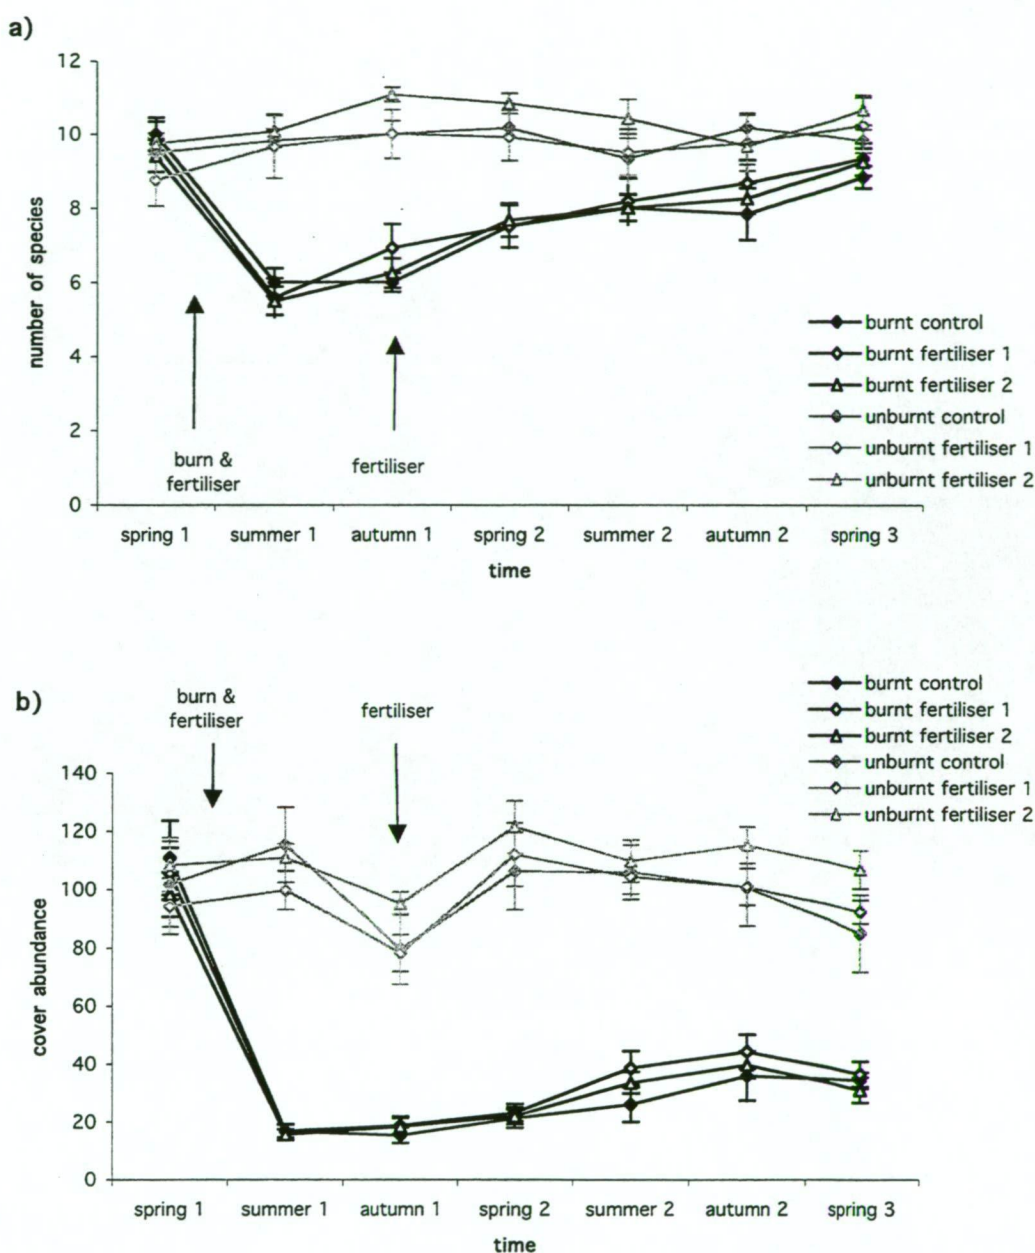 a)
12
10
8
6
4
2
0
number of species
burn &
fertiliser
fertiliser
burnt control
burnt fertiliser 1
burnt fertiliser 2
unburnt control
unburnt fertiliser 1
unburnt fertiliser 2
spring 1 summer 1 autumn 1 spring 2 summer 2 autumn 2 spring 3
time
b)
burn &
fertiliser
fertiliser
burnt control
burnt fertiliser 1
burnt fertiliser 2
unburnt control
unburnt fertiliser 1
unburnt fertiliser 2
140
120
100
80
60
40
20
0
cover abundance
spring 1 summer 1 autumn 1 spring 2 summer 2 autumn 2 spring 3
time